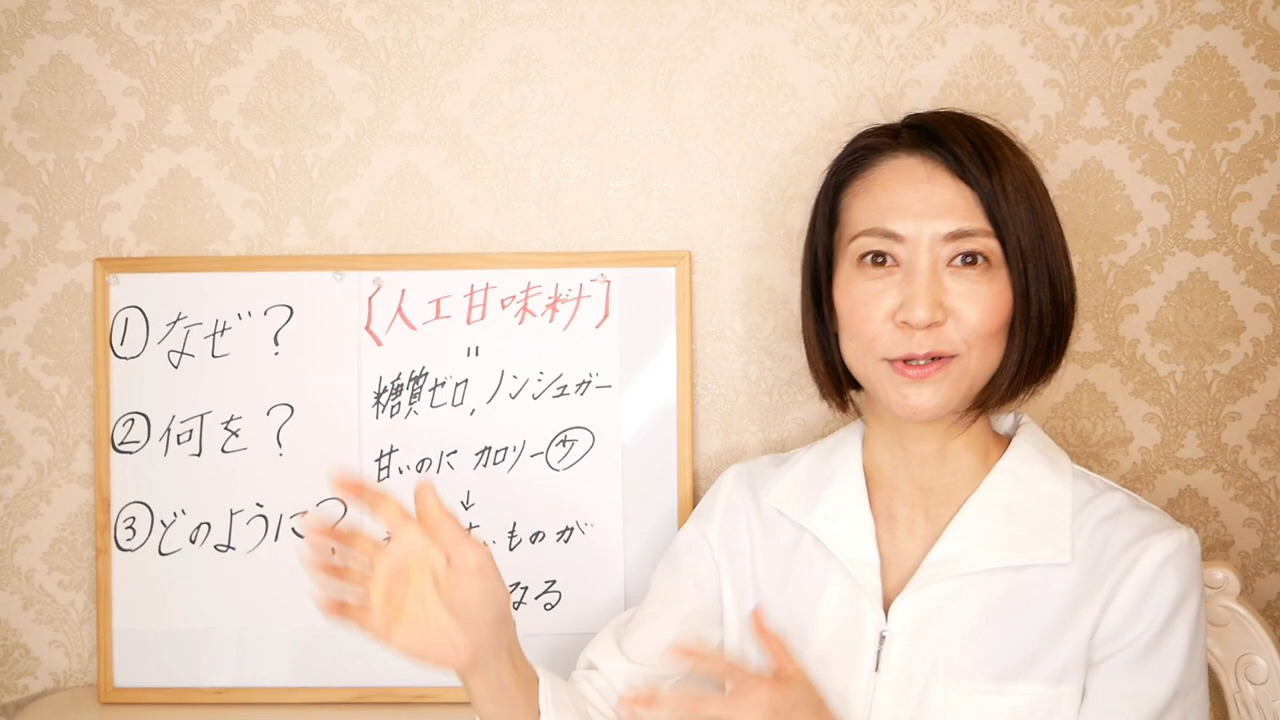 ①なぜ?
②何を?
③どのように?
【人工甘味料】
=
糖質ゼロ,ノンシュガー
甘いのにカロリー㋒
↓
ものが
なる